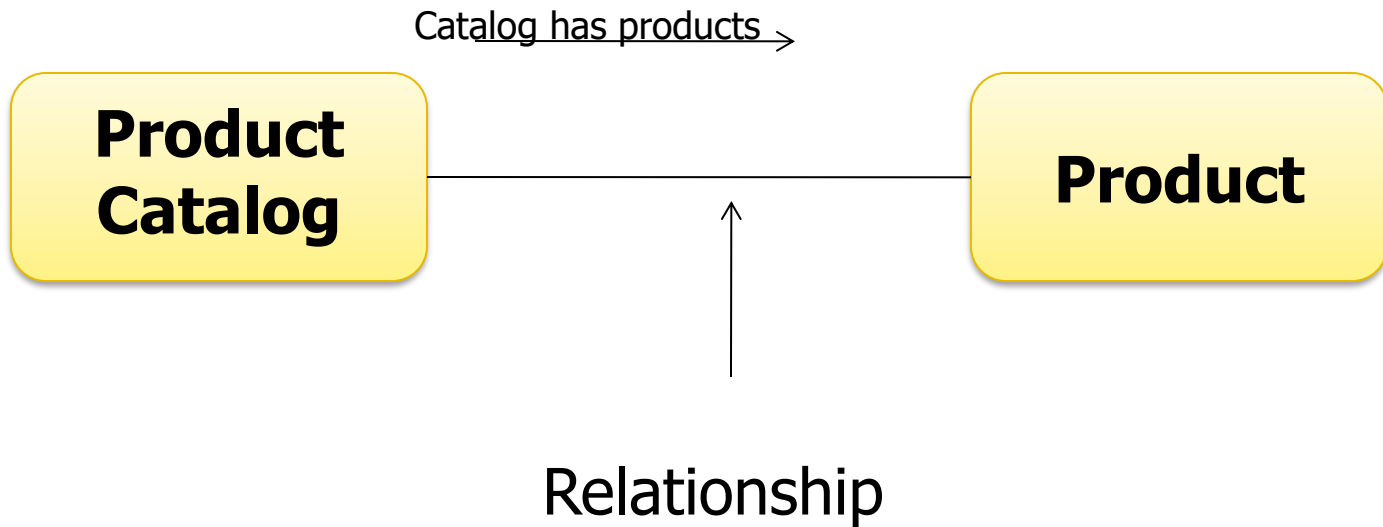 Catalog has products
Product
Catalog
Product
Relationship